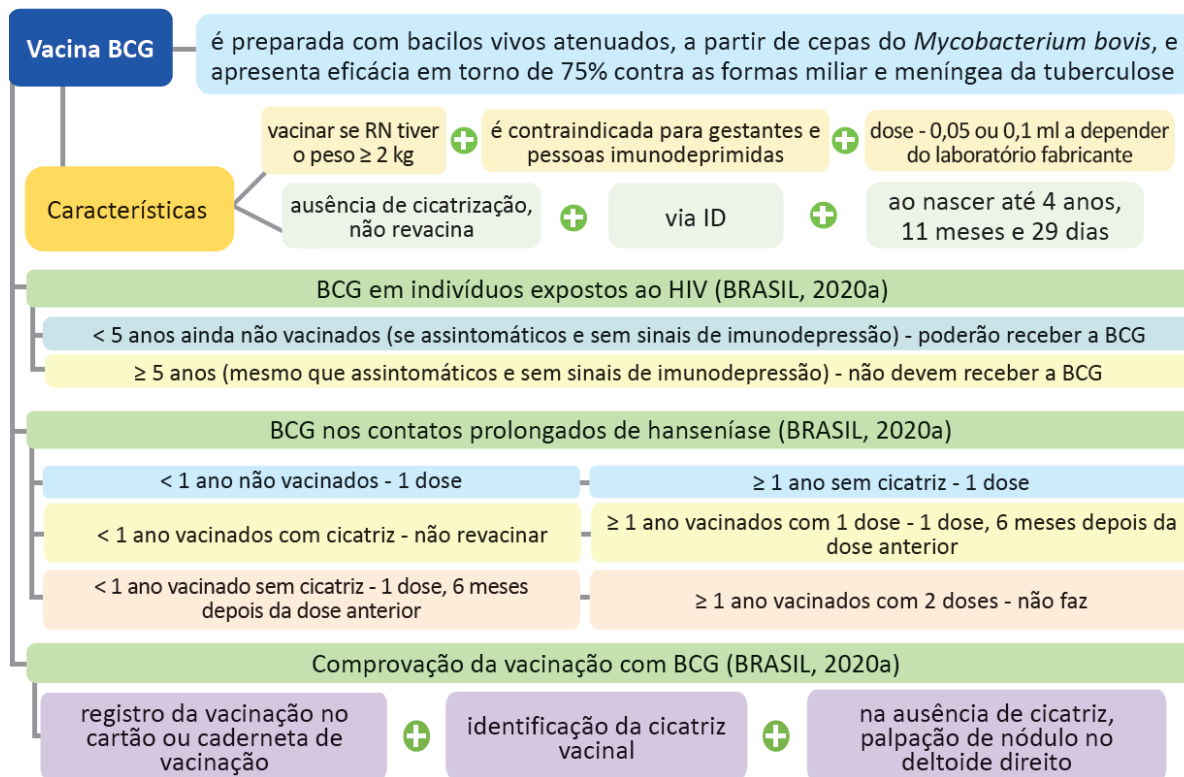 Vacina BCG
é preparada com bacilos vivos atenuados, a partir de cepas do Mycobacterium bovis, e
apresenta eficácia em torno de 75% contra as formas miliar e meníngea da tuberculose
Características
vacinar se RN tiver
o peso ≥ 2 kg
é contraindicada para gestantes e
pessoas imunodeprimidas
dose - 0,05 ou 0,1 ml a depender
do laboratório fabricante
ausência de cicatrização,
não revacina
via ID
ao nascer até 4 anos,
11 meses e 29 dias
BCG em indivíduos expostos ao HIV (BRASIL, 2020a)
< 5 anos ainda não vacinados (se assintomáticos e sem sinais de imunodepressão) - poderão receber a BCG
≥ 5 anos (mesmo que assintomáticos e sem sinais de imunodepressão) - não devem receber a BCG
BCG nos contatos prolongados de hanseníase (BRASIL, 2020a)
< 1 ano não vacinados - 1 dose
≥ 1 ano sem cicatriz - 1 dose
< 1 ano vacinados com cicatriz - não revacinar
≥ 1 ano vacinados com 1 dose - 1 dose, 6 meses depois da
dose anterior
< 1 ano vacinado sem cicatriz - 1 dose, 6 meses
depois da dose anterior
≥ 1 ano vacinados com 2 doses - não faz
Comprovação da vacinação com BCG (BRASIL, 2020a)
registro da vacinação no
cartão ou caderneta de
vacinação
identificação da cicatriz
vacinal
na ausência de cicatriz,
palpação de nódulo no
deltoide direito